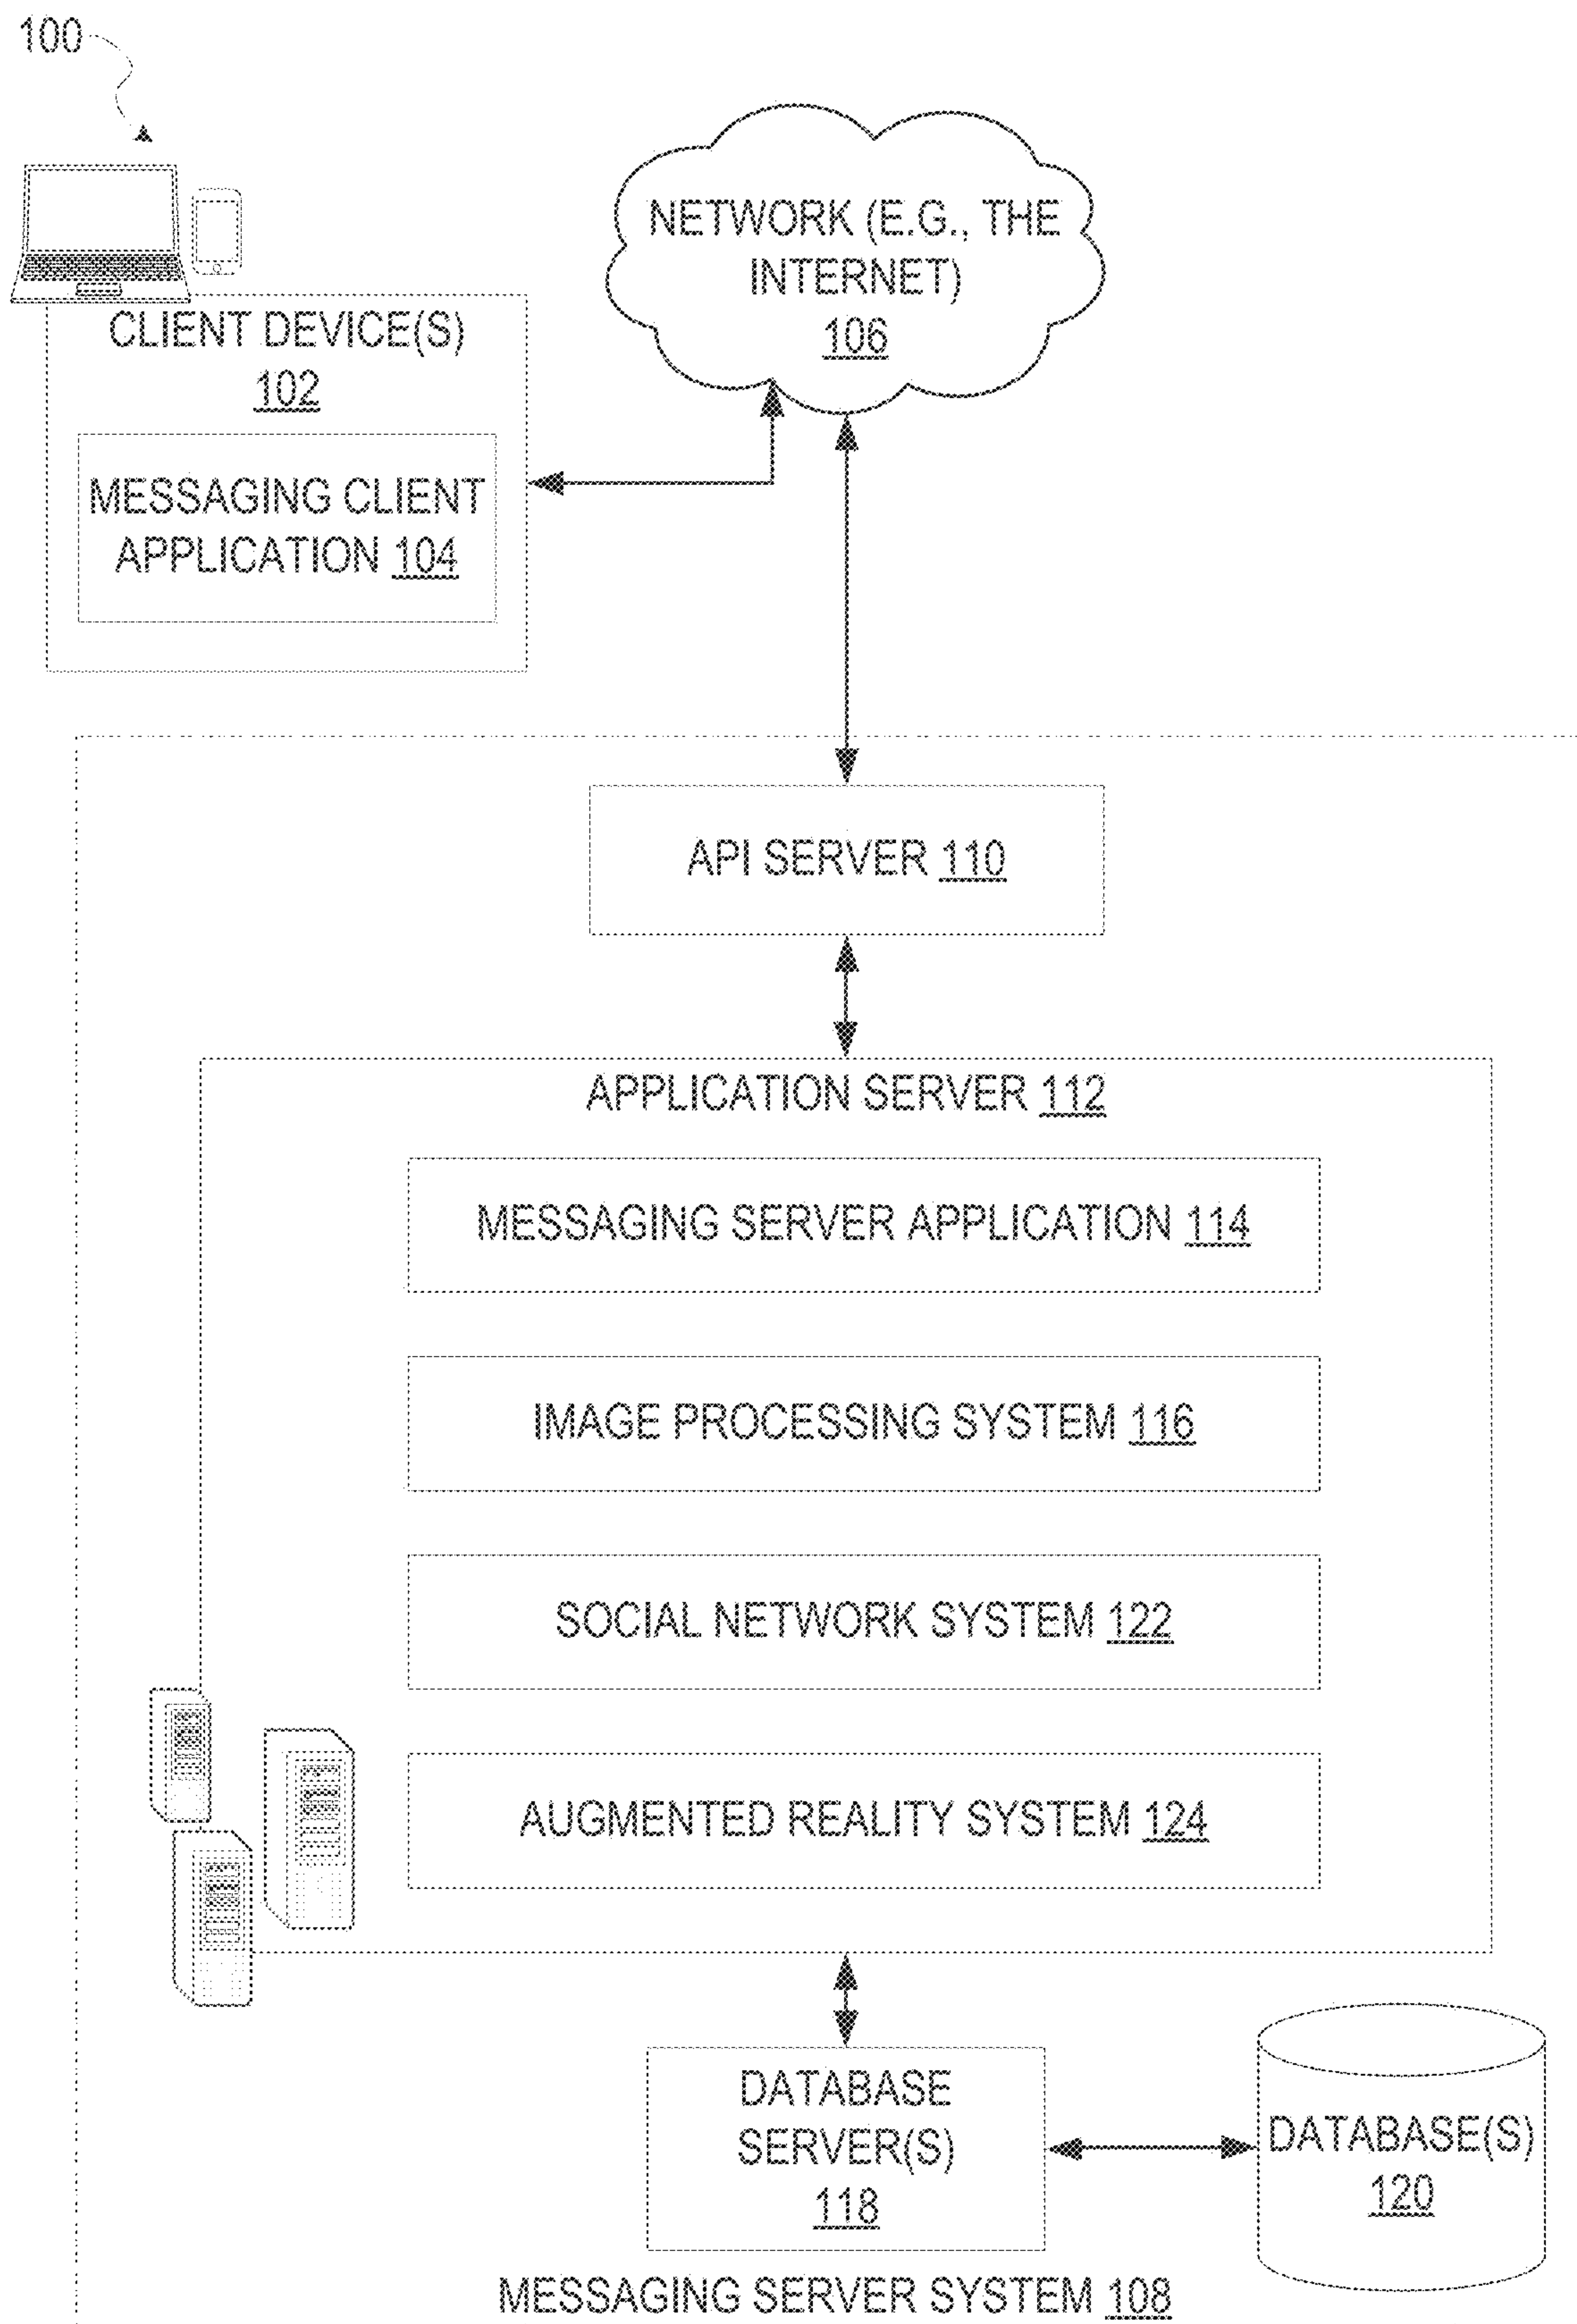 100
NETWORK (E.G., THE
INTERNET)
106
CLIENT DEVICE(S)
102
MESSAGING CLIENT
APPLICATION 104
API SERVER 110
APPLICATION SERVER 112
MESSAGING SERVER APPLICATION 114
IMAGE PROCESSING SYSTEM 116
SOCIAL NETWORK SYSTEM 122
AUGMENTED REALITY SYSTEM 124
DATABASE
SERVER(S)
118
DATABASE(S)
120
MESSAGING SERVER SYSTEM 108